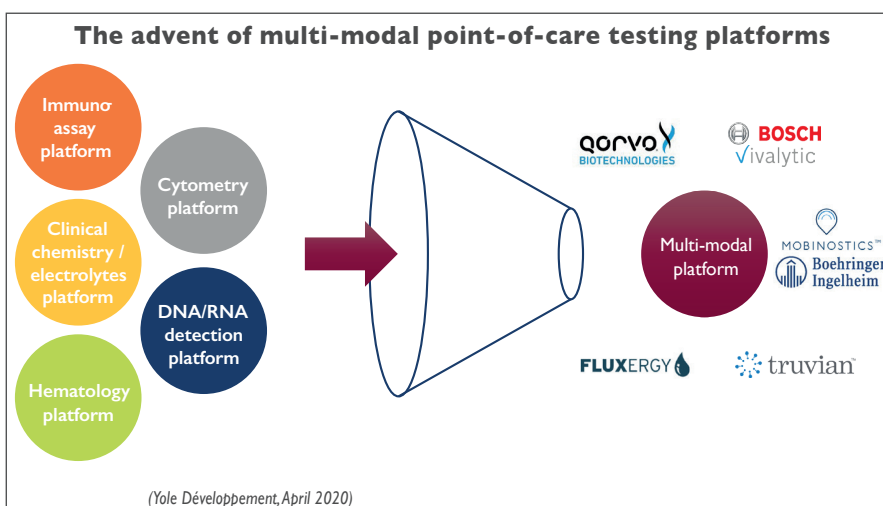 The advent of multi-modal point-of-care testing platforms
Immuno-
assay
platform
Cytometry
platform
Clinical
chemistry /
electrolytes
platform
DNA/RNA
detection
platform
Hematology
platform
QORVO
BIOTECHNOLOGIES
BOSCH
Vivalytic
Multi-modal
platform
MOBINOSTICS™
Boehringer
Ingelheim
FLUXERGY
truvian™
(Yole Développement, April 2020)